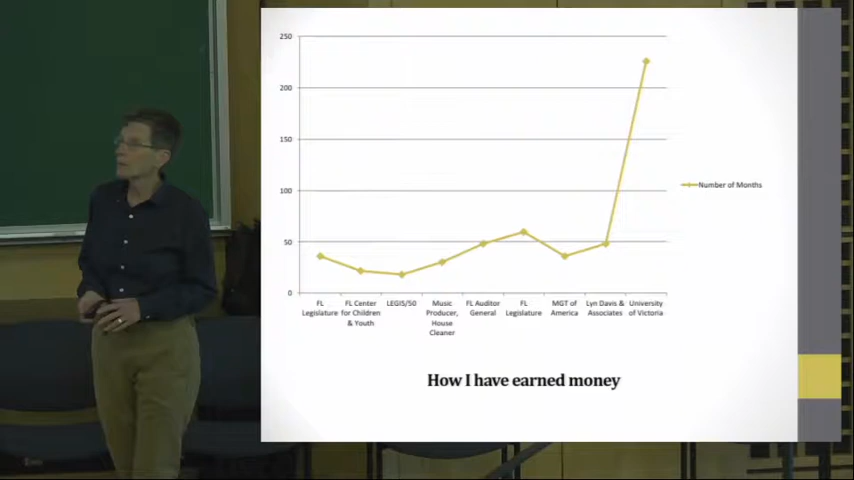 250
200
150
100
50
0
FL Legislature
FL Center for Children & Youth
LEGIS/50
Music Producer, House Cleaner
FL Auditor General
FL Legislature
MGT of America
Lyn Davis & Associates
University of Victoria
Number of Months
How I have earned money